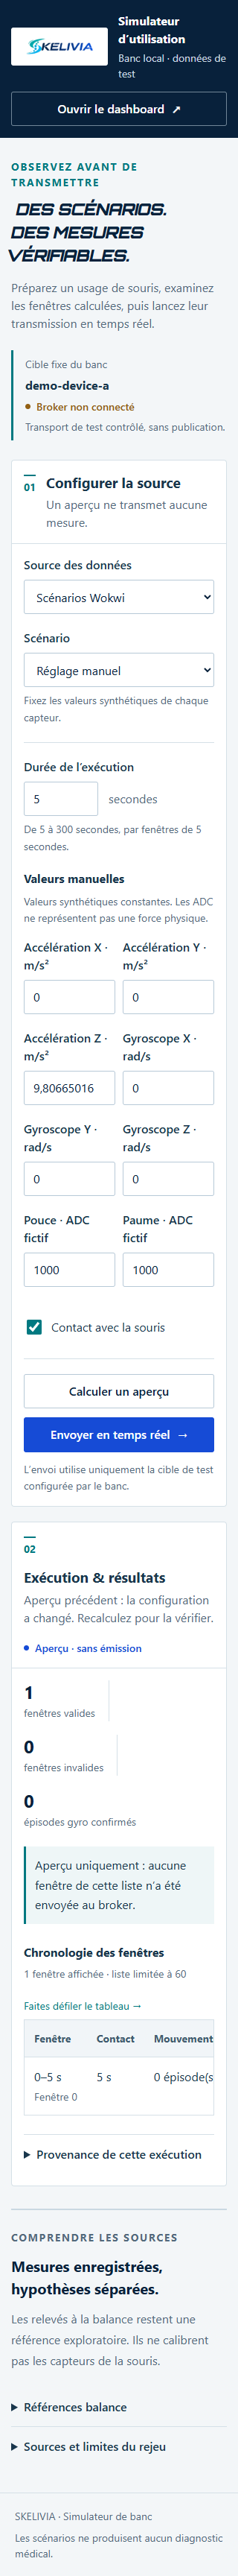 SKELIVIA
Simulateur
d'utilisation
Banc local · données de
test
Ouvrir le dashboard ↗
OBSERVEZ AVANT DE
TRANSMETTRE
DES SCÉNARIOS.
DES MESURES
VÉRIFIABLES.
Préparez un usage de souris, examinez
les fenêtres calculées, puis lancez leur
transmission en temps réel.
Cible fixe du banc
demo-device-a
Broker non connecté
Transport de test contrôlé, sans publication.
01
Configurer la source
Un aperçu ne transmet aucune
mesure.
Source des données
Scénarios Wokwi
Scénario
Réglage manuel
Fixez les valeurs synthétiques de chaque
capteur.
Durée de l'exécution
5 secondes
De 5 à 300 secondes, par fenêtres de 5
secondes.
Valeurs manuelles
Valeurs synthétiques constantes. Les ADC
ne représentent pas une force physique.
Accélération X · m/s²
0
Accélération Y · m/s²
0
Accélération Z · m/s²
9,80665016
Gyroscope X · rad/s
0
Gyroscope Y · rad/s
0
Gyroscope Z · rad/s
0
Pouce · ADC fictif
1000
Paume · ADC fictif
1000
Contact avec la souris
Calculer un aperçu
Envoyer en temps réel →
L'envoi utilise uniquement la cible de test
configurée par le banc.
02
Exécution & résultats
Aperçu précédent : la configuration
a changé. Recalculez pour la vérifier.
Aperçu · sans émission
1
fenêtres valides
0
fenêtres invalides
0
épisodes gyro confirmés
Aperçu uniquement : aucune
fenêtre de cette liste n'a été
envoyée au broker.
Chronologie des fenêtres
1 fenêtre affichée · liste limitée à 60
Faites défiler le tableau →
Fenêtre Contact Mouvement
0–5 s 5 s 0 épisode(s
Fenêtre 0
Provenance de cette exécution
COMPRENDRE LES SOURCES
Mesures enregistrées,
hypothèses séparées.
Les relevés à la balance restent une
référence exploratoire. Ils ne calibrent
pas les capteurs de la souris.
Références balance
Sources et limites du rejeu
SKELIVIA · Simulateur de banc
Les scénarios ne produisent aucun diagnostic
médical.